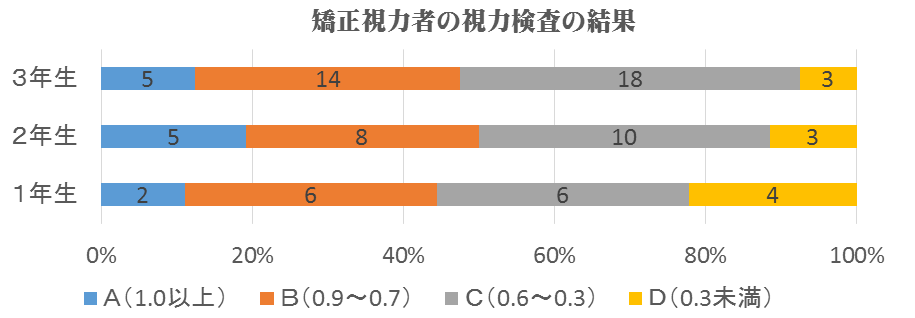 矯正視力者の視力検査の結果
３年生 5 14 18 3
２年生 5 8 10 3
１年生 2 6 6 4
0% 20% 40% 60% 80% 100%
Ａ（1.0以上） Ｂ（0.9～0.7） Ｃ（0.6～0.3） Ｄ（0.3未満）